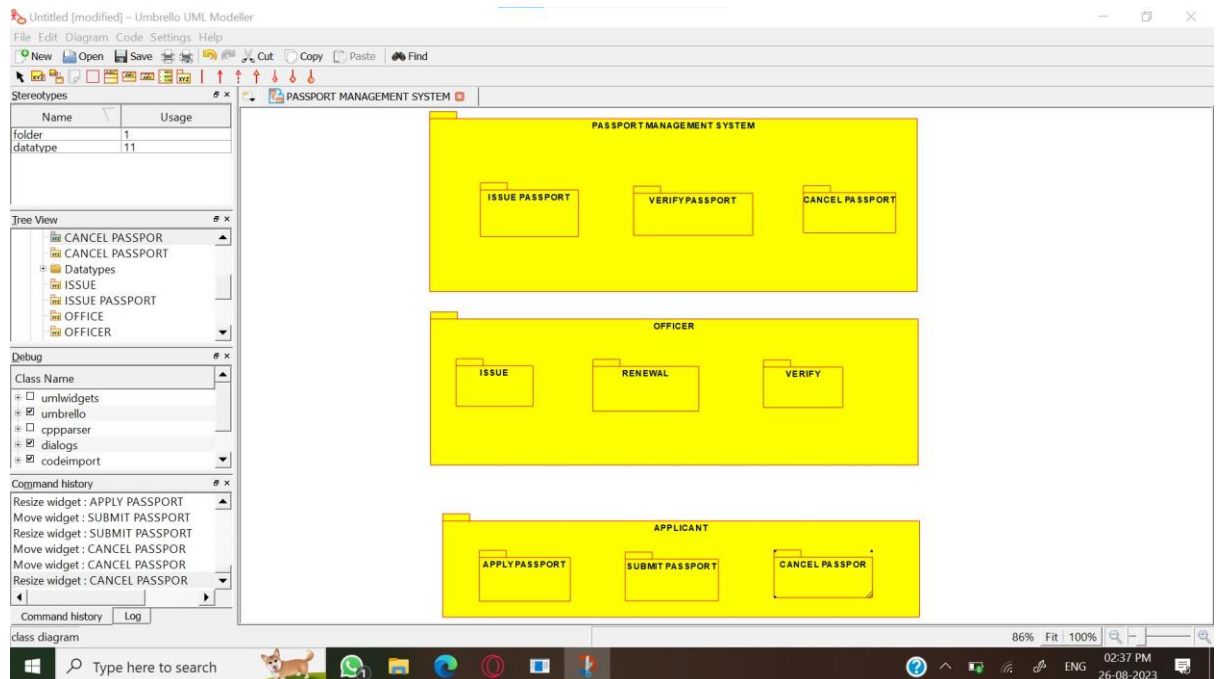 Untitled [modified] – Umbrello UML Modeller
File Edit Diagram Code Settings Help
New Open Save Cut Copy Paste Find
Stereotypes
PASSPORT MANAGEMENT SYSTEM
Name Usage
folder 1
datatype 11
Tree View
CANCEL PASSPOR
CANCEL PASSPORT
Datatypes
ISSUE
ISSUE PASSPORT
OFFICE
OFFICER
Debug
Class Name
umlwidgets
umbrello
cppparser
dialogs
codeimport
Command history
Resize widget : APPLY PASSPORT
Move widget : SUBMIT PASSPORT
Resize widget : SUBMIT PASSPORT
Move widget : CANCEL PASSPOR
Move widget : CANCEL PASSPOR
Resize widget : CANCEL PASSPOR
Command history Log
PASSPORT MANAGEMENT SYSTEM
ISSUE PASSPORT VERIFY PASSPORT CANCEL PASSPORT
OFFICER
ISSUE RENEWAL VERIFY
APPLICANT
APPLY PASSPORT SUBMIT PASSPORT CANCEL PASSPOR
class diagram 86% Fit 100%
Type here to search ENG 02:37 PM
26-08-2023